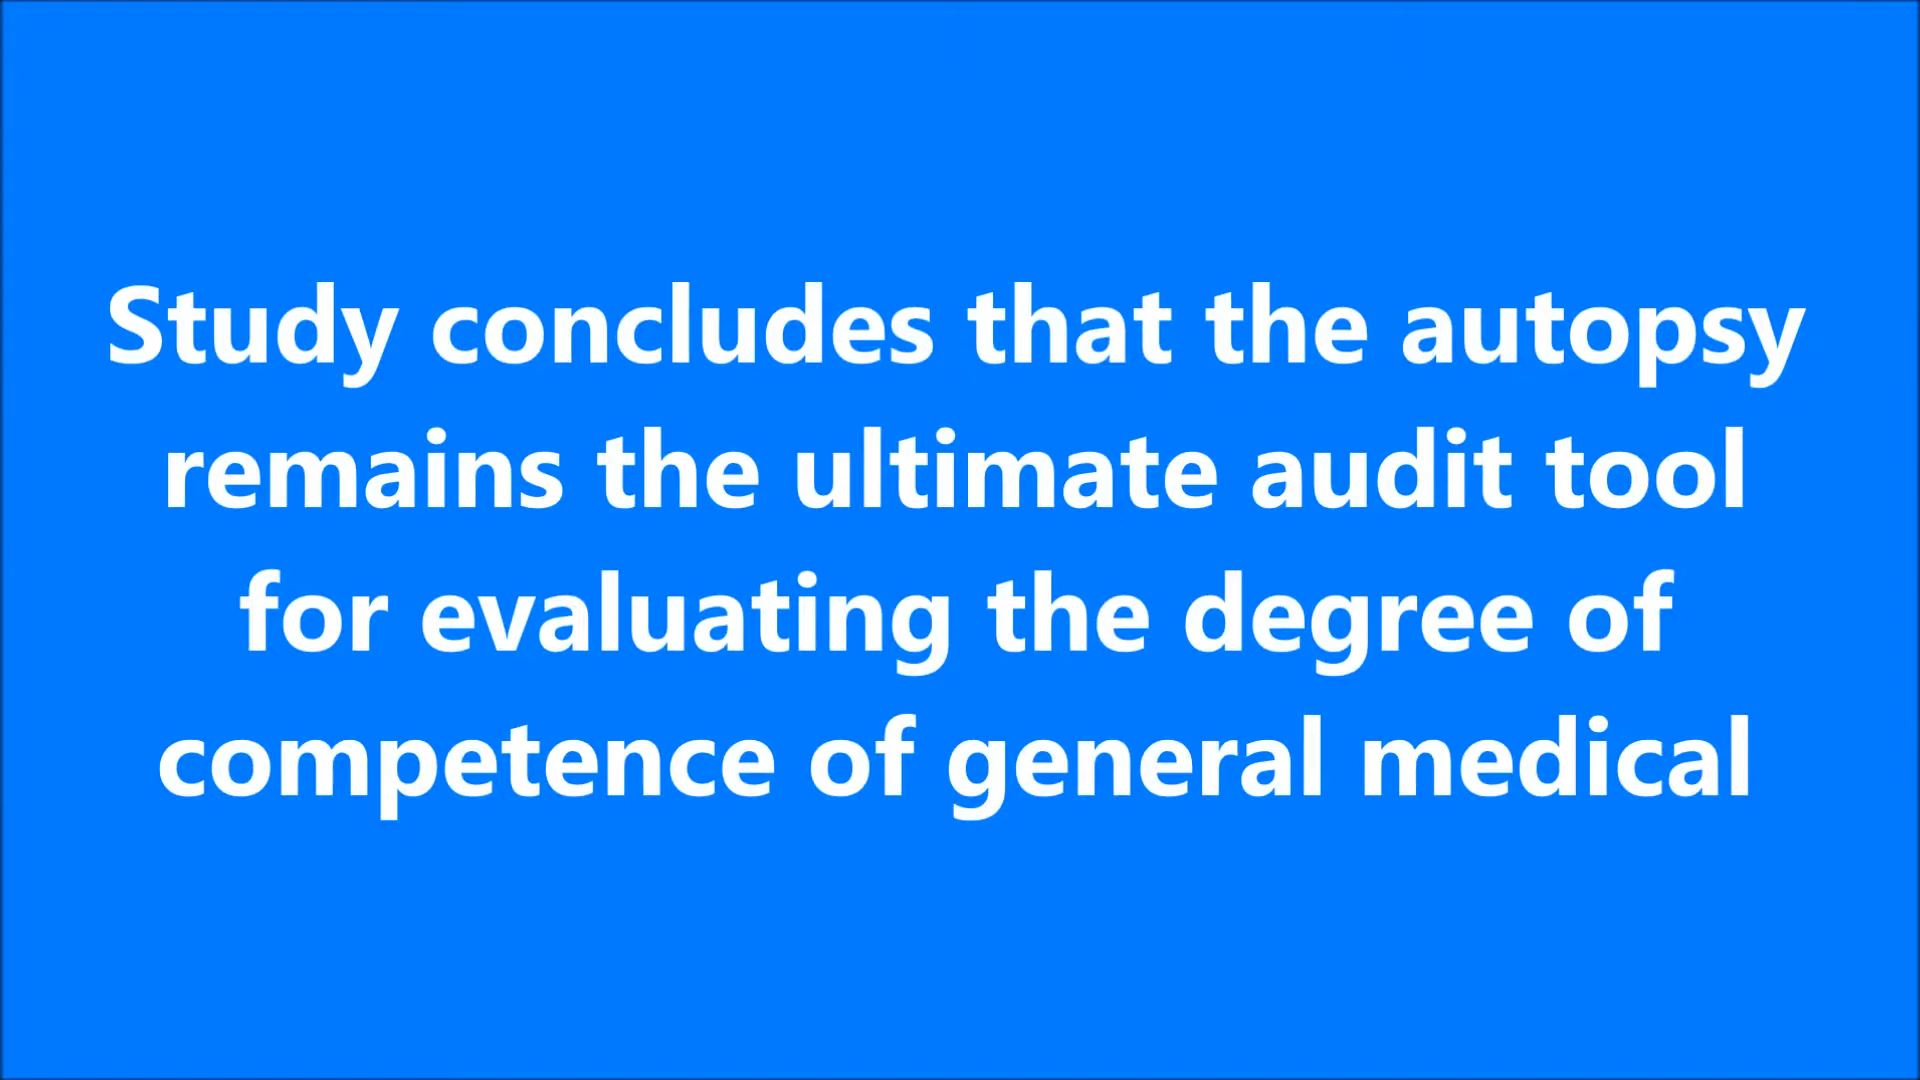 Study concludes that the autopsy
remains the ultimate audit tool
for evaluating the degree of
competence of general medical